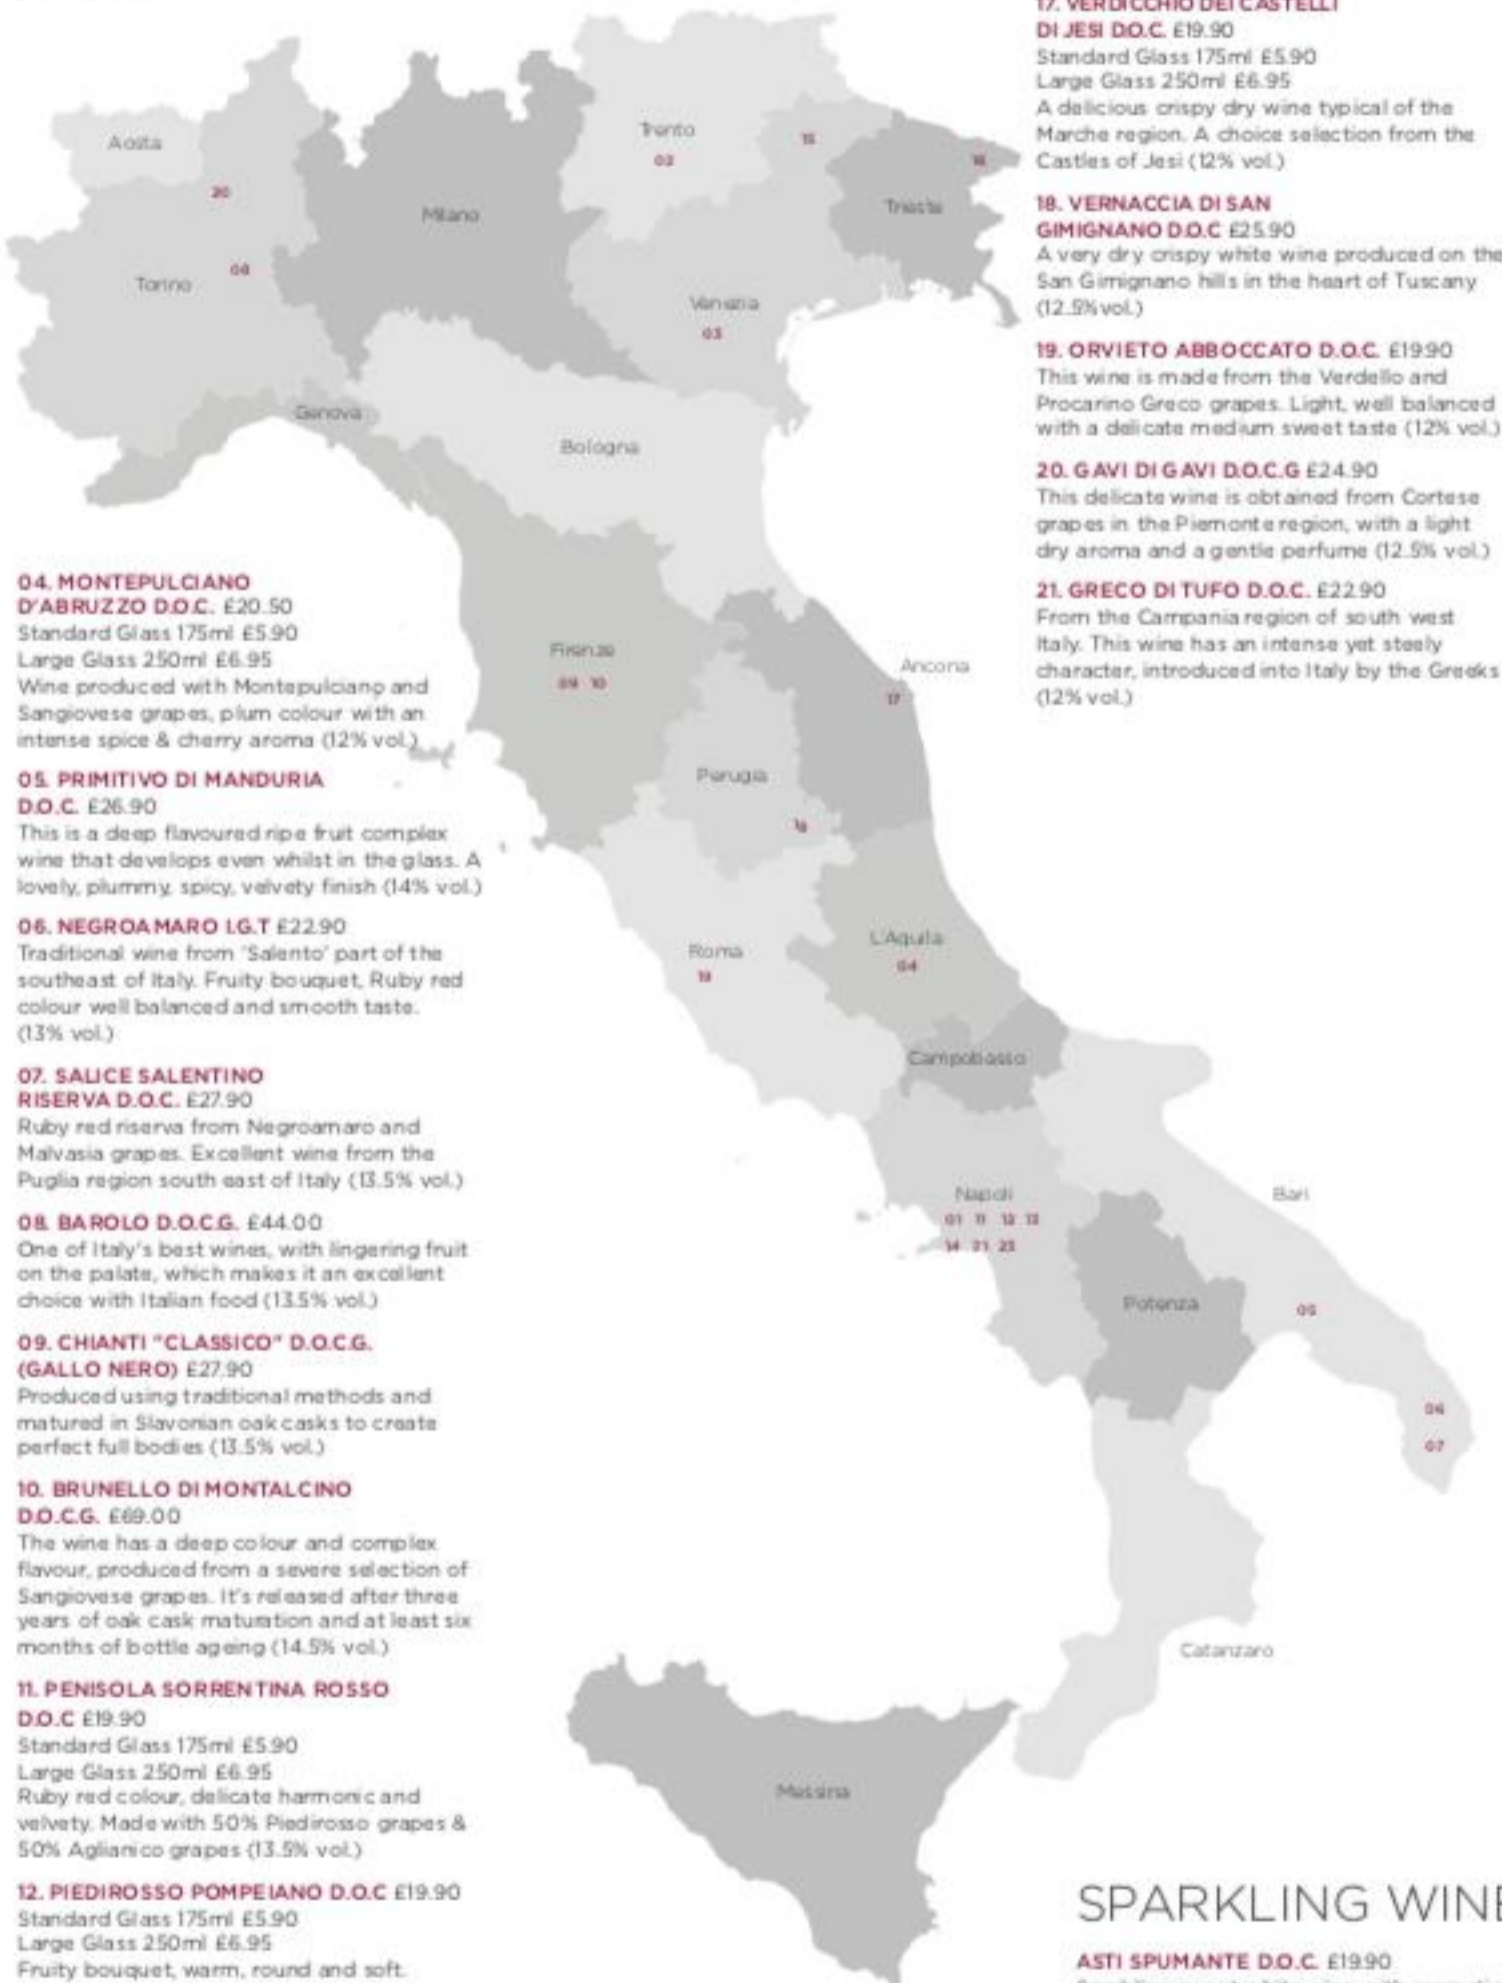 Aosta
Trento
02
15
16
20
Milano
Trieste
08
Torino
Venezia
03
Genova
Bologna
04. MONTEPULCIANO
D'ABRUZZO D.O.C. £20.50
Standard Glass 175ml £5.90
Large Glass 250ml £6.95
Wine produced with Montepulciano and
Sangiovese grapes, plum colour with an
intense spice & cherry aroma (12% vol.)
05. PRIMITIVO DI MANDURIA
D.O.C. £26.90
This is a deep flavoured ripe fruit complex
wine that develops even whilst in the glass. A
lovely, plummy, spicy, velvety finish (14% vol.)
06. NEGROAMARO I.G.T £22.90
Traditional wine from 'Salento' part of the
southeast of Italy. Fruity bouquet, Ruby red
colour well balanced and smooth taste.
(13% vol.)
07. SALICE SALENTINO
RISERVA D.O.C. £27.90
Ruby red riserva from Negroamaro and
Malvasia grapes. Excellent wine from the
Puglia region south east of Italy (13.5% vol.)
08. BAROLO D.O.C.G. £44.00
One of Italy's best wines, with lingering fruit
on the palate, which makes it an excellent
choice with Italian food (13.5% vol.)
09. CHIANTI "CLASSICO" D.O.C.G.
(GALLO NERO) £27.90
Produced using traditional methods and
matured in Slavonian oak casks to create
perfect full bodies (13.5% vol.)
10. BRUNELLO DI MONTALCINO
D.O.C.G. £69.00
The wine has a deep colour and complex
flavour, produced from a severe selection of
Sangiovese grapes. It's released after three
years of oak cask maturation and at least six
months of bottle ageing (14.5% vol.)
11. PENISOLA SORRENTINA ROSSO
D.O.C £19.90
Standard Glass 175ml £5.90
Large Glass 250ml £6.95
Ruby red colour, delicate harmonic and
velvety. Made with 50% Piedirosso grapes &
50% Aglianico grapes (13.5% vol.)
12. PIEDIROSSO POMPEIANO D.O.C £19.90
Standard Glass 175ml £5.90
Large Glass 250ml £6.95
Fruity bouquet, warm, round and soft.
Firenze
09 10
Ancona
17
Perugia
Roma
19
L'Aquila
04
Campobasso
Napoli
01 11 12 13
14 21 23
Bari
Potenza
05
06
07
Catanzaro
Messina
17. VERDICCHIO DEI CASTELLI
DI JESI D.O.C. £19.90
Standard Glass 175ml £5.90
Large Glass 250ml £6.95
A delicious crispy dry wine typical of the
Marche region. A choice selection from the
Castles of Jesi (12% vol.)
18. VERNACCIA DI SAN
GIMIGNANO D.O.C £25.90
A very dry crispy white wine produced on the
San Gimignano hills in the heart of Tuscany
(12.5% vol.)
19. ORVIETO ABBOCCATO D.O.C. £19.90
This wine is made from the Verdello and
Procarino Greco grapes. Light, well balanced
with a delicate medium sweet taste (12% vol.)
20. GAVI DI GAVI D.O.C.G £24.90
This delicate wine is obtained from Cortese
grapes in the Piemonte region, with a light
dry aroma and a gentle perfume (12.5% vol.)
21. GRECO DI TUFO D.O.C. £22.90
From the Campania region of south west
Italy. This wine has an intense yet steely
character, introduced into Italy by the Greeks
(12% vol.)
SPARKLING WINE
ASTI SPUMANTE D.O.C. £19.90